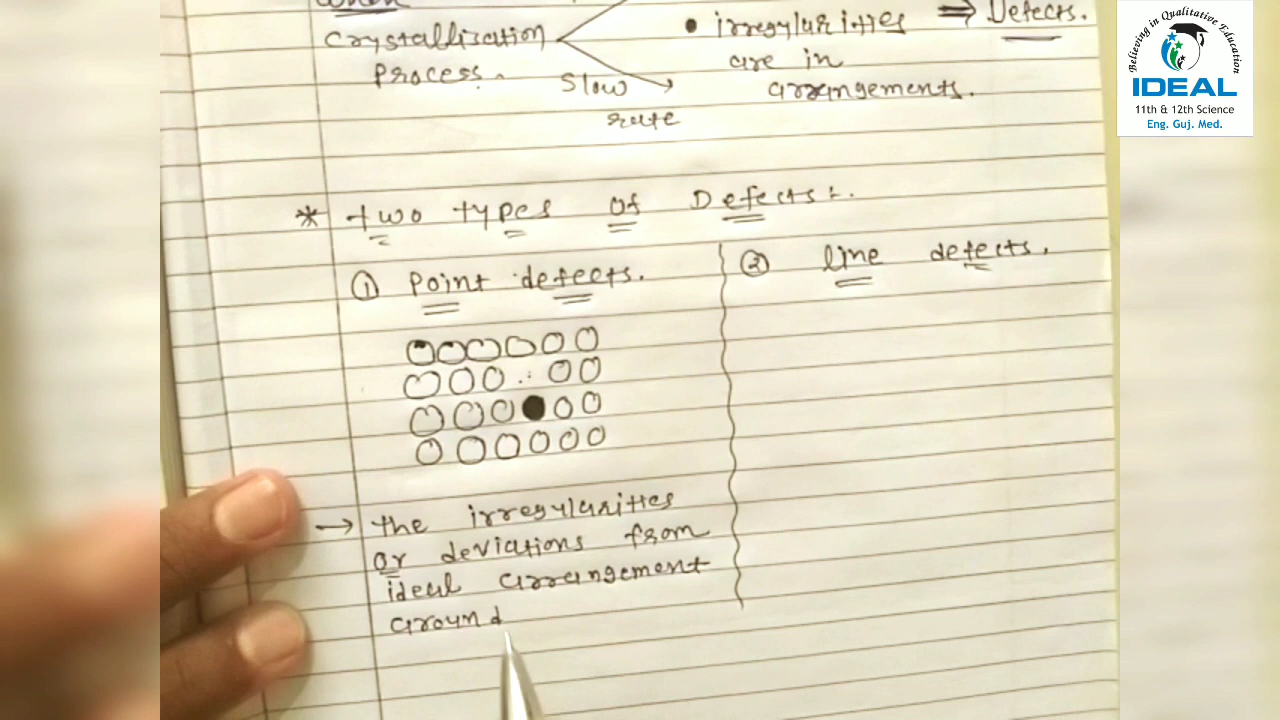 when
Crystallisation process.
Slow rate
• irregularities are in arrangements.
⇒ Defects.
* two types of Defects:.
① point defects.
② line defects.
→ the irregularities
or deviations from
ideal arrangement
around
Believing in Qualitative Education
IDEAL
11th & 12th Science
Eng. Guj. Med.